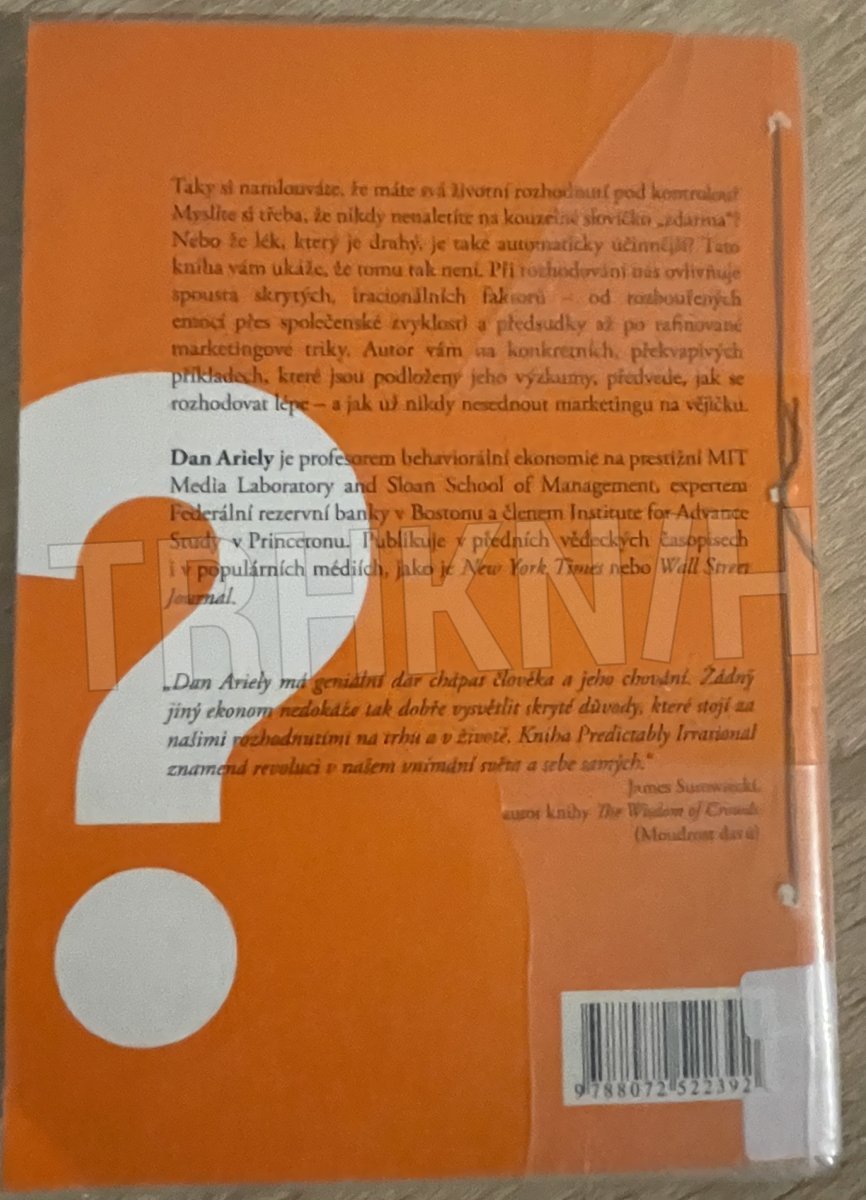 Taky si namlouváte, že máte svá životní rozhodnutí pod kontrolou?
Myslíte si třeba, že nikdy nenaletíte na kouzelné slovíčko „zdarma“?
Nebo že lék, který je drahý, je také automaticky účinnější? Tato
kniha vám ukáže, že tomu tak není. Při rozhodování nás ovlivňuje
spousta skrytých, iracionálních faktorů – od rozbouřených
emocí přes společenské zvyklosti a předsudky až po rafinované
marketingové triky. Autor vám na konkrétních, překvapivých
příkladech, které jsou podloženy jeho výzkumy, předvede, jak se
rozhodovat lépe – a jak už nikdy nesednout marketingu na vějičku.
Dan Ariely je profesorem behaviorální ekonomie na prestižní MIT
Media Laboratory and Sloan School of Management, expertem
Federální rezervní banky v Bostonu a členem Institute for Advance
Study v Princetonu. Publikuje v předních vědeckých časopisech
i v populárních médiích, jako je New York Times nebo Wall Street
Journal.
TRHKN/H
„Dan Ariely má geniální dar chápat člověka a jeho chování. Žádný
jiný ekonom nedokáže tak dobře vysvětlit skryté důvody, které stojí za
našimi rozhodnutími na trhu a v životě. Kniha Predictably Irrational
znamená revoluci v našem vnímání světa a sebe samých.“
James Surowiecki,
autor knihy The Wisdom of Crowds
(Moudrost davů)
9 788072 522392